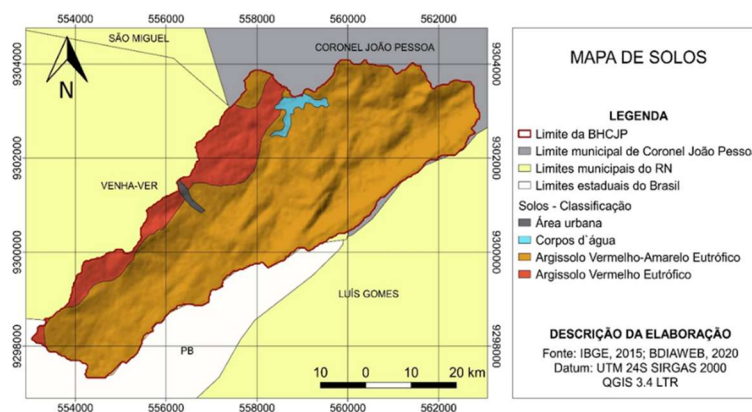 554000 556000 558000 560000 562000
SÃO MIGUEL
CORONEL JOÃO PESSOA
9304000
9304000
N
9302000
9302000
VENHA-VER
9300000
9300000
LUÍS GOMES
9298000
9298000
PB
10 0 10 20 km
554000 556000 558000 560000 562000
MAPA DE SOLOS
LEGENDA
Limite da BHCJP
Limite municipal de Coronel João Pessoa
Limites municipais do RN
Limites estaduais do Brasil
Solos - Classificação
Área urbana
Corpos d`água
Argissolo Vermelho-Amarelo Eutrófico
Argissolo Vermelho Eutrófico
DESCRIÇÃO DA ELABORAÇÃO
Fonte: IBGE, 2015; BDIAWEB, 2020
Datum: UTM 24S SIRGAS 2000
QGIS 3.4 LTR